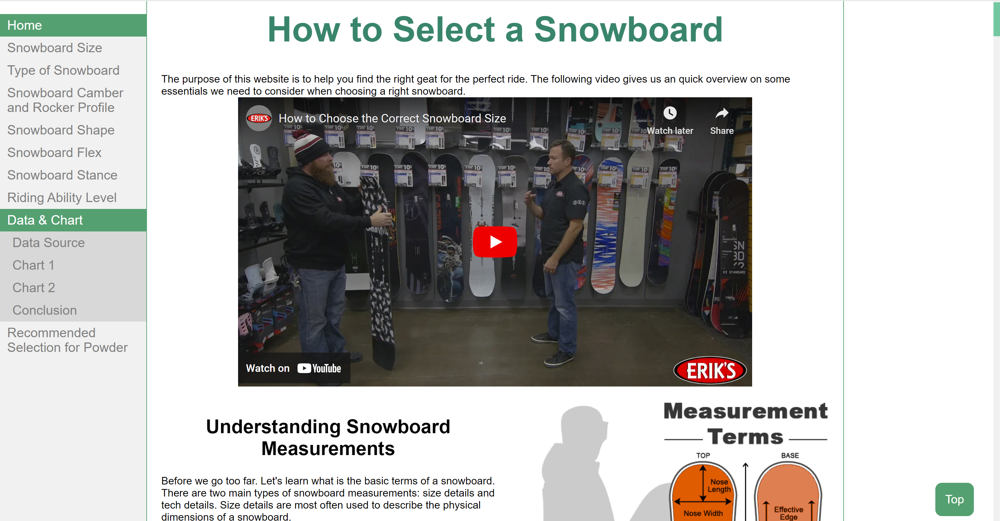 Home
Snowboard Size
Type of Snowboard
Snowboard Camber
and Rocker Profile
Snowboard Shape
Snowboard Flex
Snowboard Stance
Riding Ability Level
Data & Chart
Data Source
Chart 1
Chart 2
Conclusion
Recommended
Selection for Powder
How to Select a Snowboard
The purpose of this website is to help you find the right geat for the perfect ride. The following video gives us an quick overview on some
essentials we need to consider when choosing a right snowboard.
ERIK'S
How to Choose the Correct Snowboard Size
Watch later
Share
K2 STANDARD
RIDE
Watch on YouTube
ERIK'S
Understanding Snowboard
Measurements
Before we go too far. Let's learn what is the basic terms of a snowboard.
There are two main types of snowboard measurements: size details and
tech details. Size details are most often used to describe the physical
dimensions of a snowboard.
Measurement
Terms
TOP
BASE
Nose
Length
Nose Width
Effective
Edge
Top